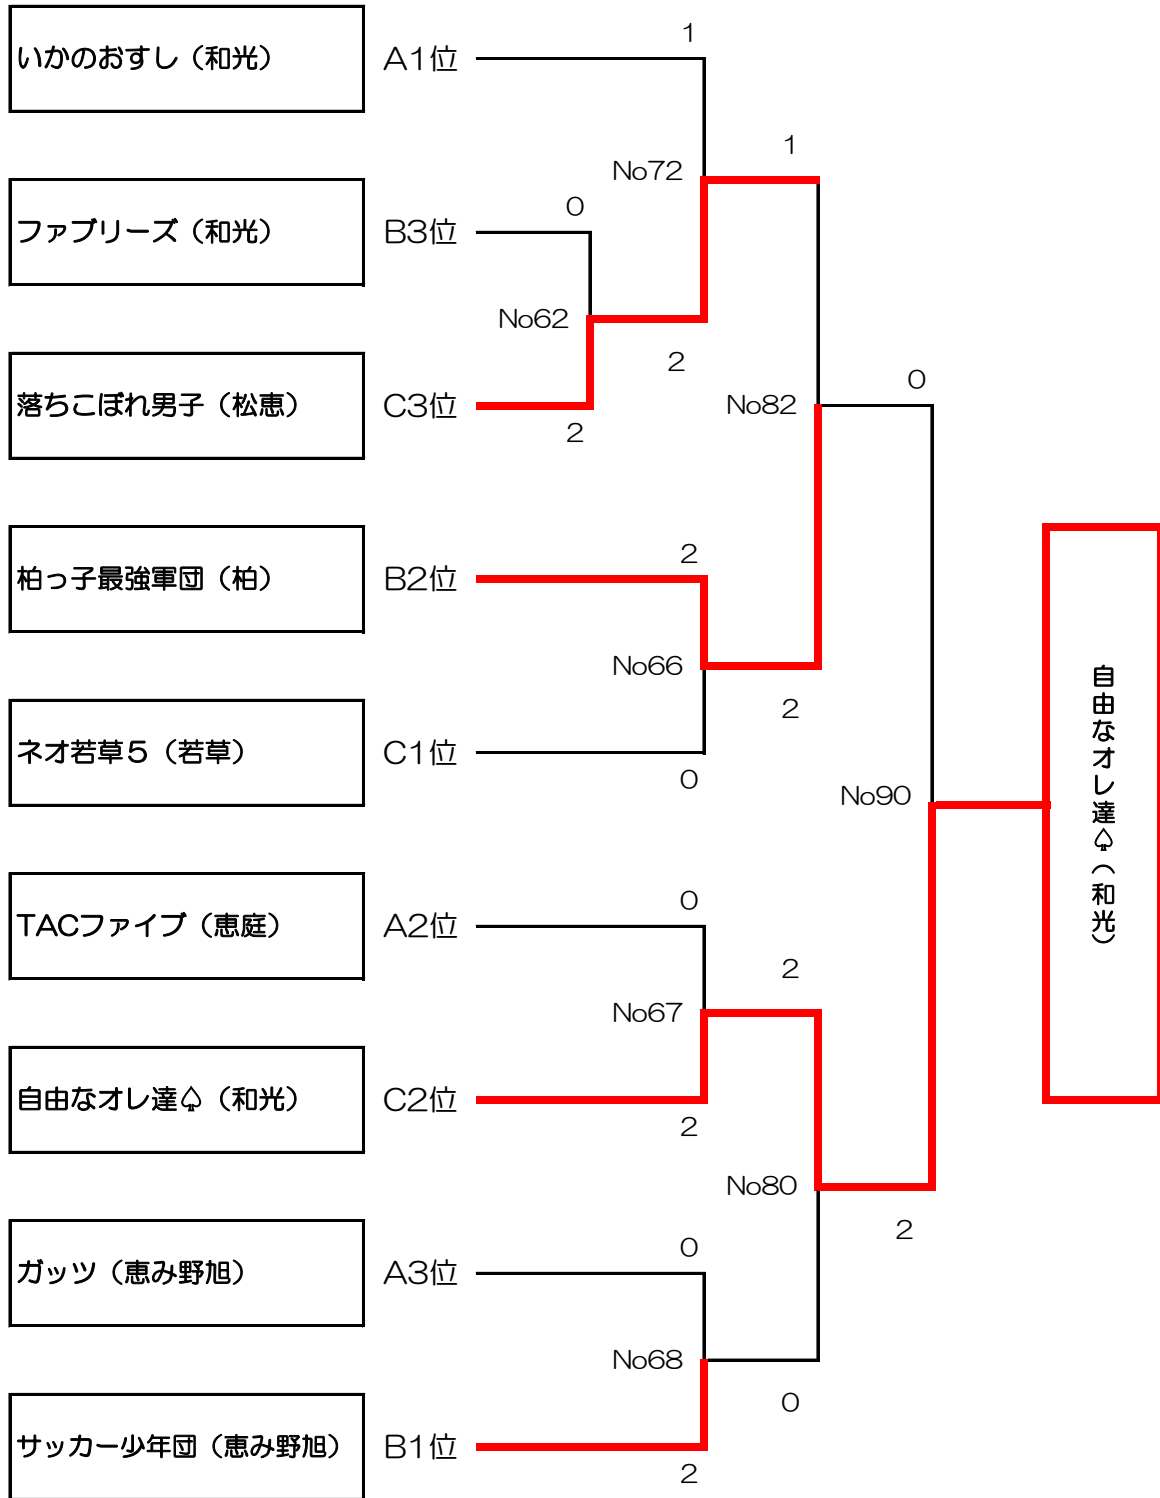 1
いかのおすし（和光） A1位
1
No72
0
ファブリーズ（和光） B3位
No62
2
0
落ちこぼれ男子（松恵） C3位
No82
2
2
柏っ子最強軍団（柏） B2位
No66
2
ネオ若草５（若草） C1位
0
No90
自由なオレ達♤（和光）
0
TACファイブ（恵庭） A2位
2
No67
自由なオレ達♤（和光） C2位
2
No80
2
0
ガッツ（恵み野旭） A3位
No68
0
サッカー少年団（恵み野旭） B1位
2